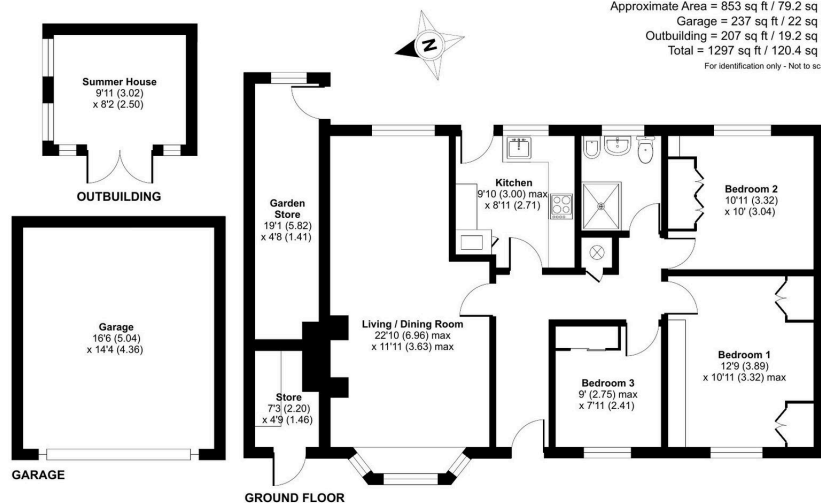 Approximate Area = 853 sq ft / 79.2 sq
Garage = 237 sq ft / 22 sq
Outbuilding = 207 sq ft / 19.2 sq
Total = 1297 sq ft / 120.4 sq
For identification only - Not to sc
N
Summer House
9'11 (3.02)
x 8'2 (2.50)
OUTBUILDING
Garden
Store
19'1 (5.82)
x 4'8 (1.41)
Kitchen
9'10 (3.00) max
x 8'11 (2.71)
Bedroom 2
10'11 (3.32)
x 10' (3.04)
Garage
16'6 (5.04)
x 14'4 (4.36)
GARAGE
Living / Dining Room
22'10 (6.96) max
x 11'11 (3.63) max
Store
7'3 (2.20)
x 4'9 (1.46)
Bedroom 3
9' (2.75) max
x 7'11 (2.41)
Bedroom 1
12'9 (3.89)
x 10'11 (3.32) max
GROUND FLOOR